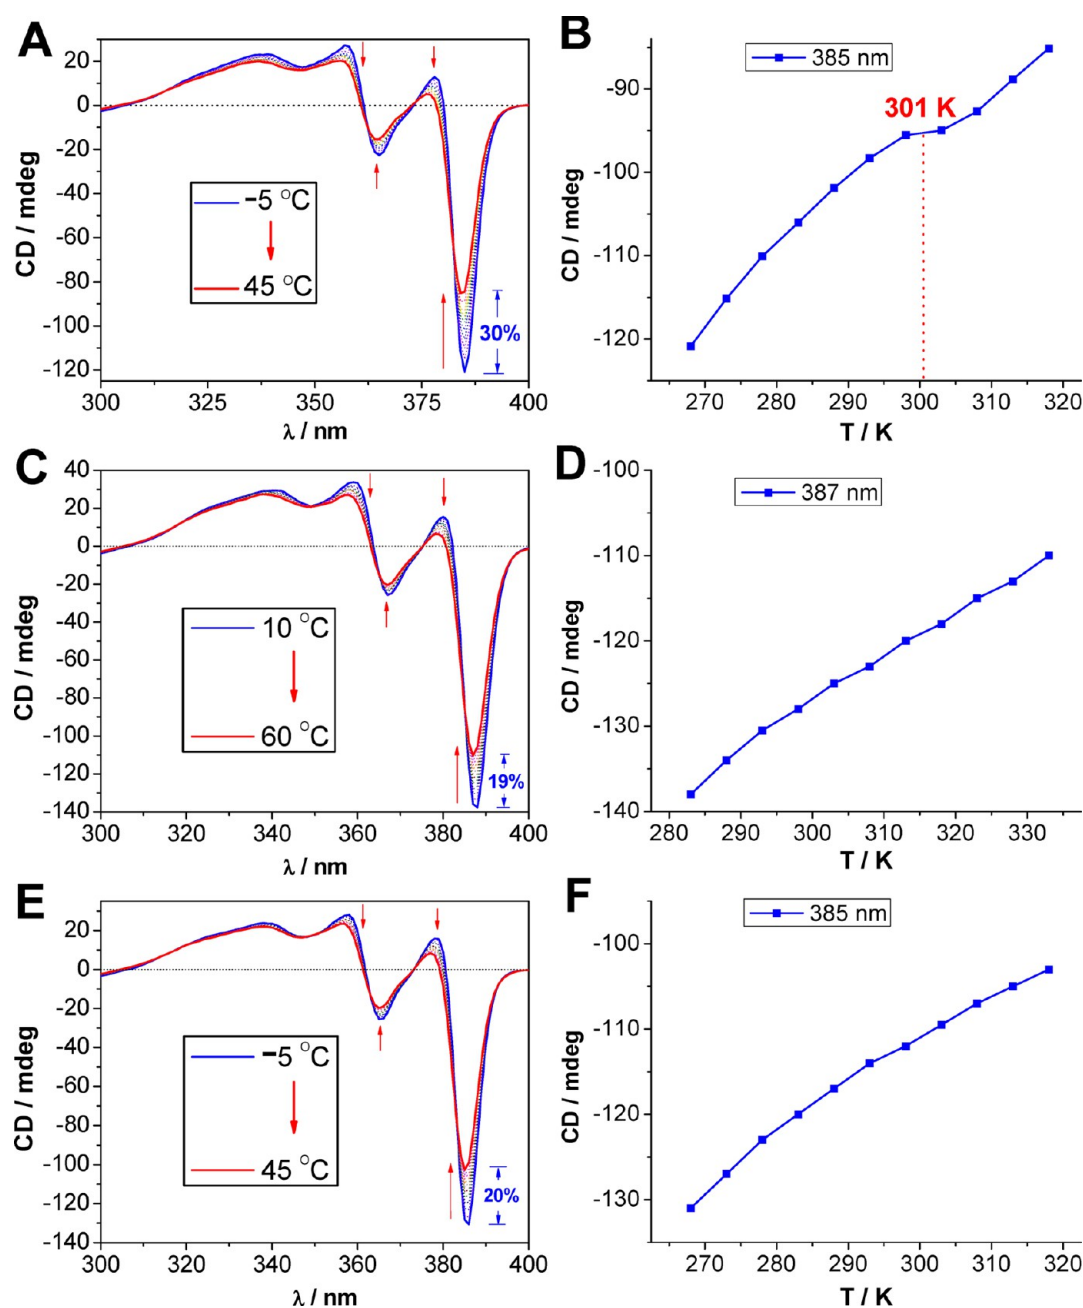 A
20
0
-20
-40
-60
-80
-100
-120
CD / mdeg
−5 °C
45 °C
30%
300
325
350
375
400
λ / nm
B
385 nm
301 K
-90
-100
-110
-120
CD / mdeg
270
280
290
300
310
320
T / K
C
40
20
0
-20
-40
-60
-80
-100
-120
-140
CD / mdeg
10 °C
60 °C
19%
300
320
340
360
380
400
λ / nm
D
387 nm
-100
-110
-120
-130
-140
CD / mdeg
280
290
300
310
320
330
T / K
E
20
0
-20
-40
-60
-80
-100
-120
-140
CD / mdeg
−5 °C
45 °C
20%
300
320
340
360
380
400
λ / nm
F
385 nm
-100
-110
-120
-130
CD / mdeg
270
280
290
300
310
320
T / K